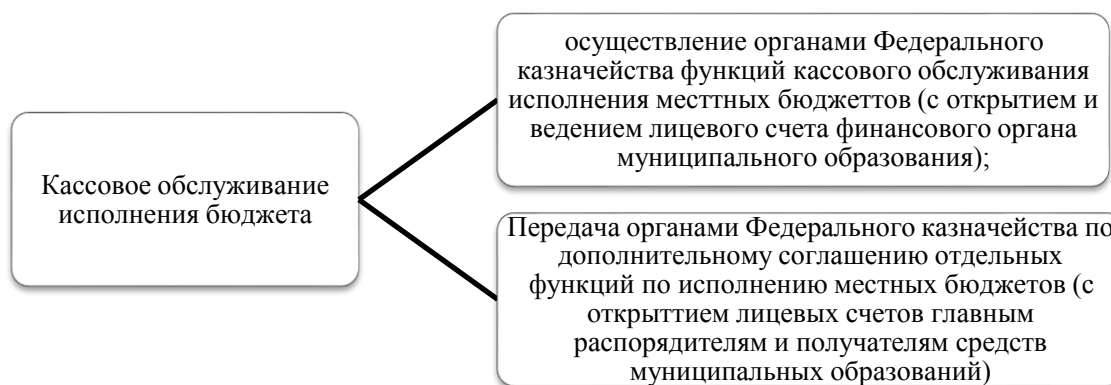 Кассовое обслуживание
исполнения бюджета
осуществление органами Федерального
казначейства функций кассового обслуживания
исполнения месттных бюджеттов (с открытием и
ведением лицевого счета финансового органа
муниципального образования);
Передача органами Федерального казначейства по
дополнительному соглашению отдельных
функций по исполнению местных бюджетов (с
открыттием лицевых счетов главным
распорядителям и получателям средств
муниципальных образований)